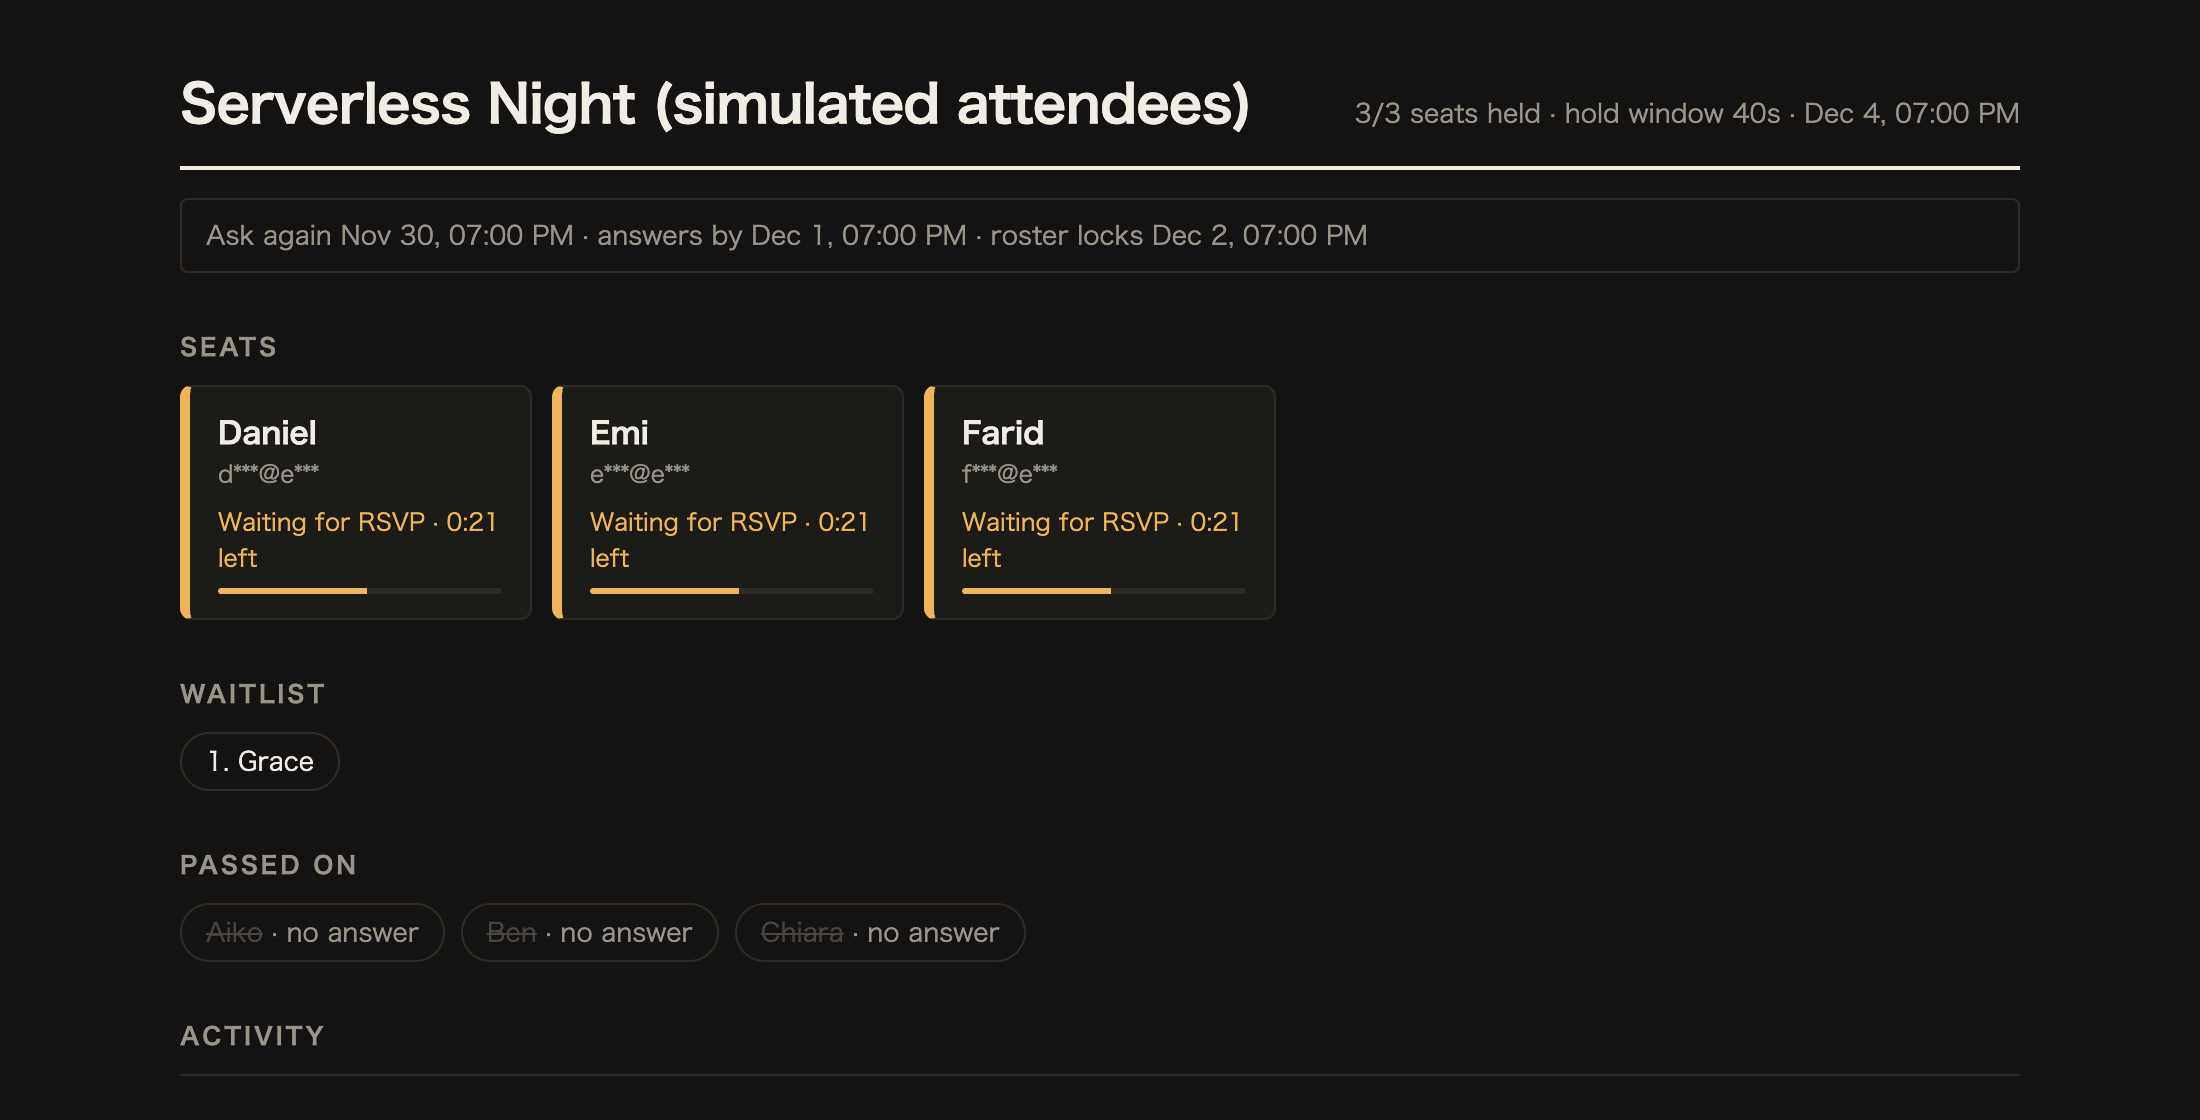 Serverless Night (simulated attendees)
3/3 seats held · hold window 40s · Dec 4, 07:00 PM
Ask again Nov 30, 07:00 PM · answers by Dec 1, 07:00 PM · roster locks Dec 2, 07:00 PM
SEATS
Daniel
d***@e***
Waiting for RSVP · 0:21
left
Emi
e***@e***
Waiting for RSVP · 0:21
left
Farid
f***@e***
Waiting for RSVP · 0:21
left
WAITLIST
1. Grace
PASSED ON
Aiko · no answer
Ben · no answer
Chiara · no answer
ACTIVITY